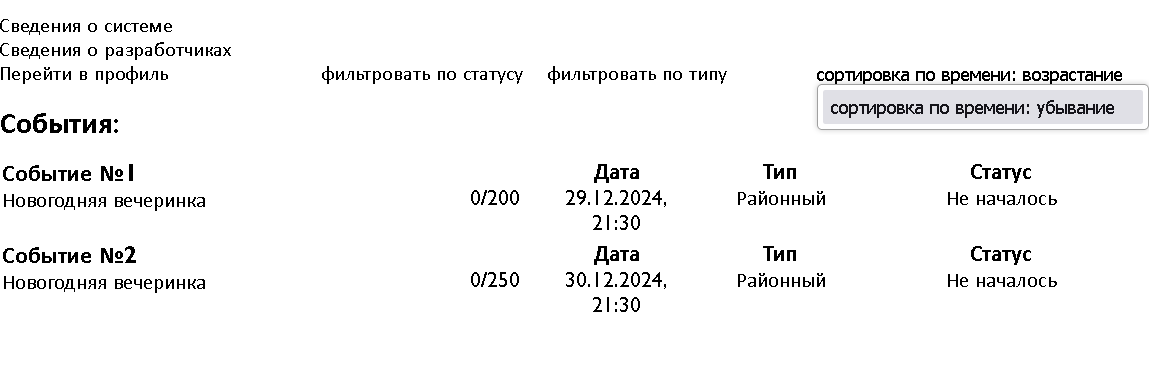 Сведения о системе
Сведения о разработчиках
Перейти в профиль фильтровать по статусу фильтровать по типу сортировка по времени: возрастание
сортировка по времени: убывание
События:
Событие №1 Дата Тип Статус
Новогодняя вечеринка 0/200 29.12.2024, Районный Не началось
21:30
Событие №2 Дата Тип Статус
Новогодняя вечеринка 0/250 30.12.2024, Районный Не началось
21:30